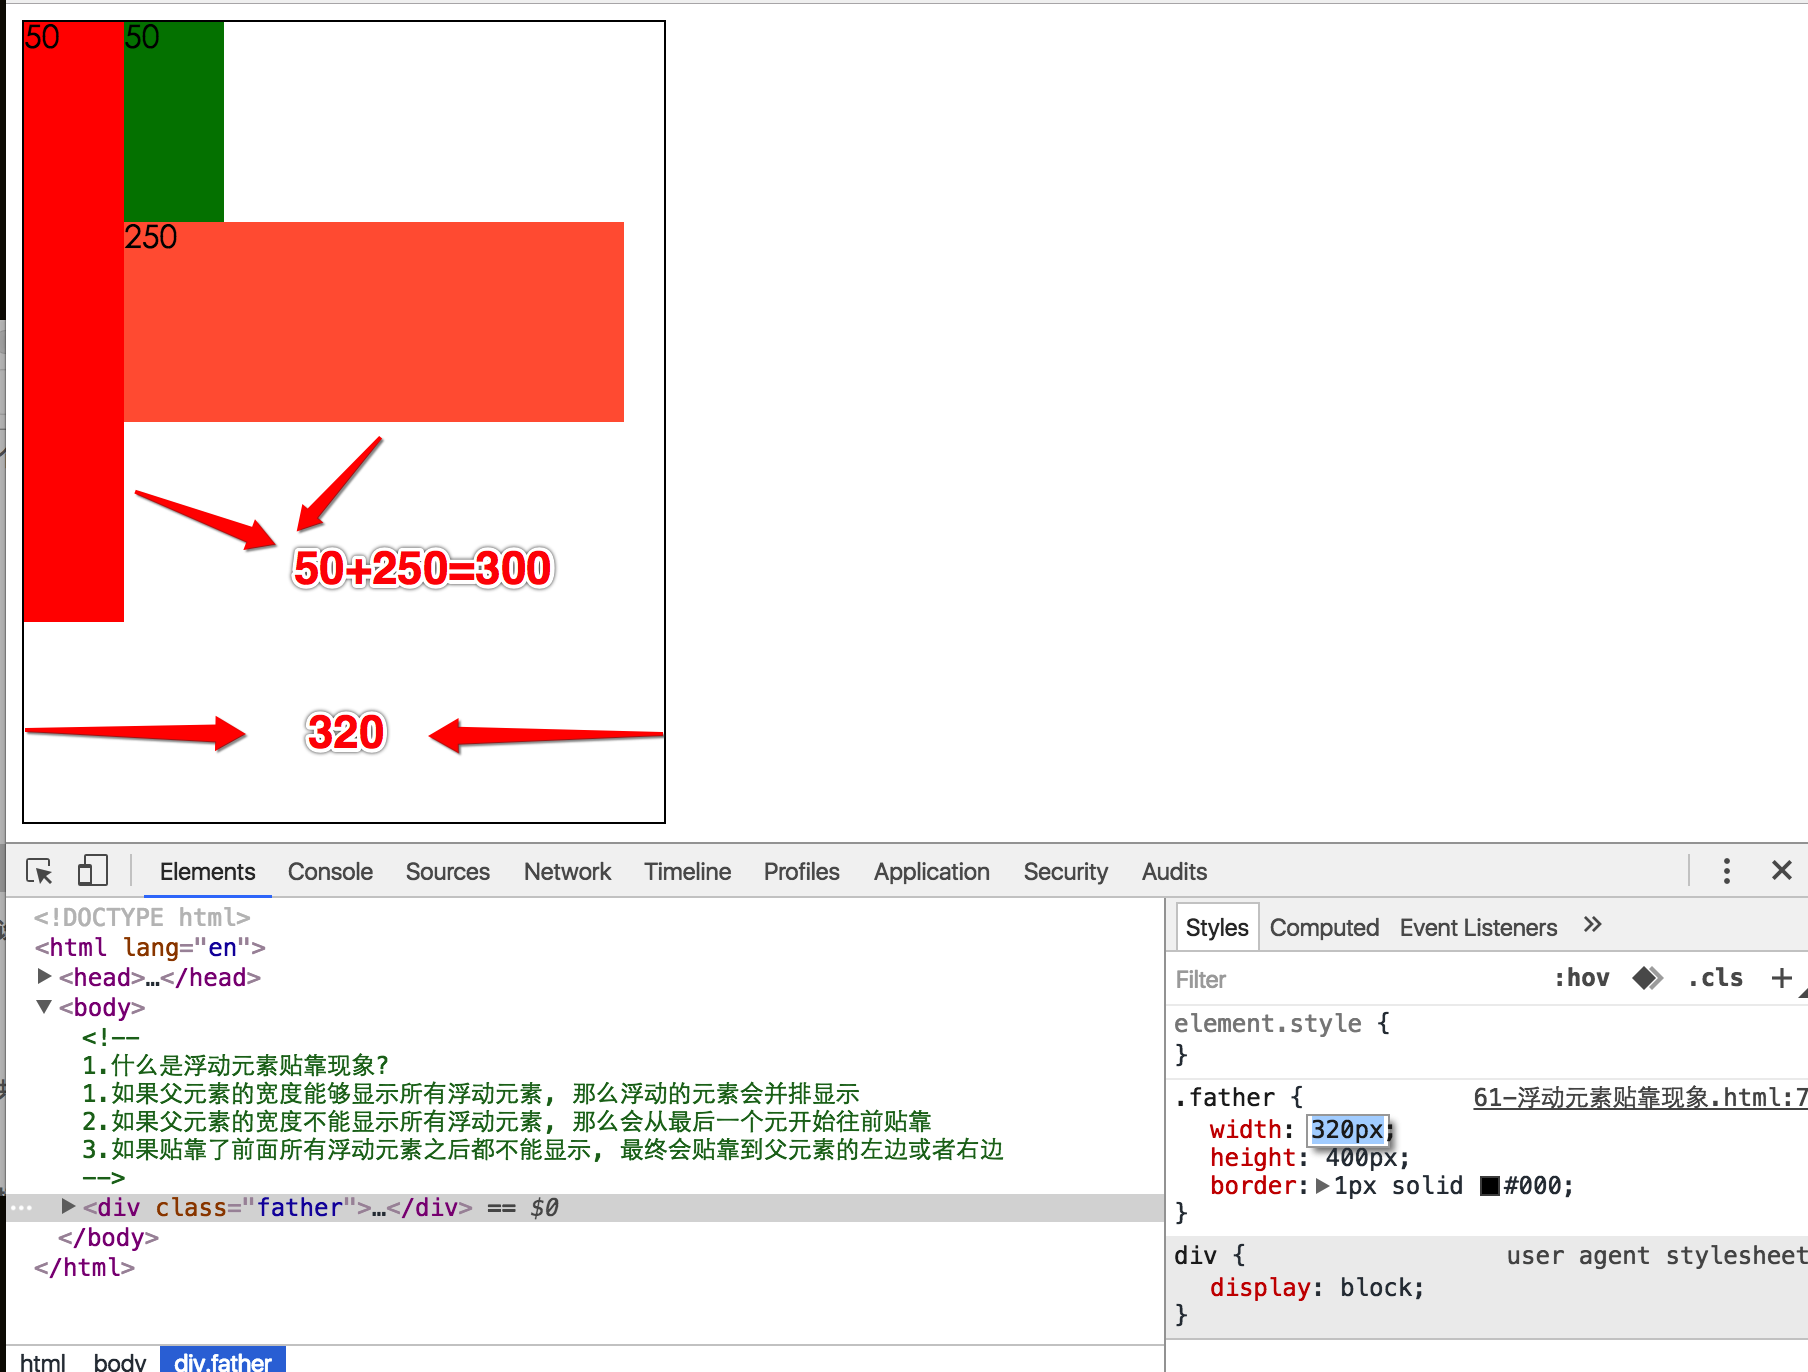 50 50
250
50+250=300
320
Elements Console Sources Network Timeline Profiles Application Security Audits
<!DOCTYPE html>
<html lang="en">
<head>…</head>
<body>
<!--
1.什么是浮动元素贴靠现象?
1.如果父元素的宽度能够显示所有浮动元素, 那么浮动的元素会并排显示
2.如果父元素的宽度不能显示所有浮动元素, 那么会从最后一个元开始往前贴靠
3.如果贴靠了前面所有浮动元素之后都不能显示, 最终会贴靠到父元素的左边或者右边
-->
<div class="father">…</div> == $0
</body>
</html>
html body div.father
Styles Computed Event Listeners »
Filter :hov .cls +
element.style {
}
.father { 61-浮动元素贴靠现象.html:7
width: 320px;
height: 400px;
border: 1px solid #000;
}
div { user agent stylesheet
display: block;
}